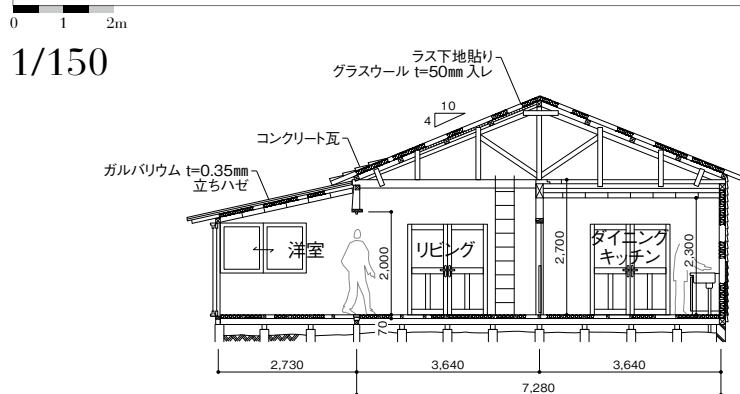 0 1 2m
1/150
ラス下地貼り
グラスウール t=50mm 入レ
10
4
コンクリート瓦
ガルバリウム t=0.35mm
立ちハゼ
洋室
リビング
ダイニング
キッチン
2,000
2,700
2,300
70
2,730
3,640
3,640
7,280